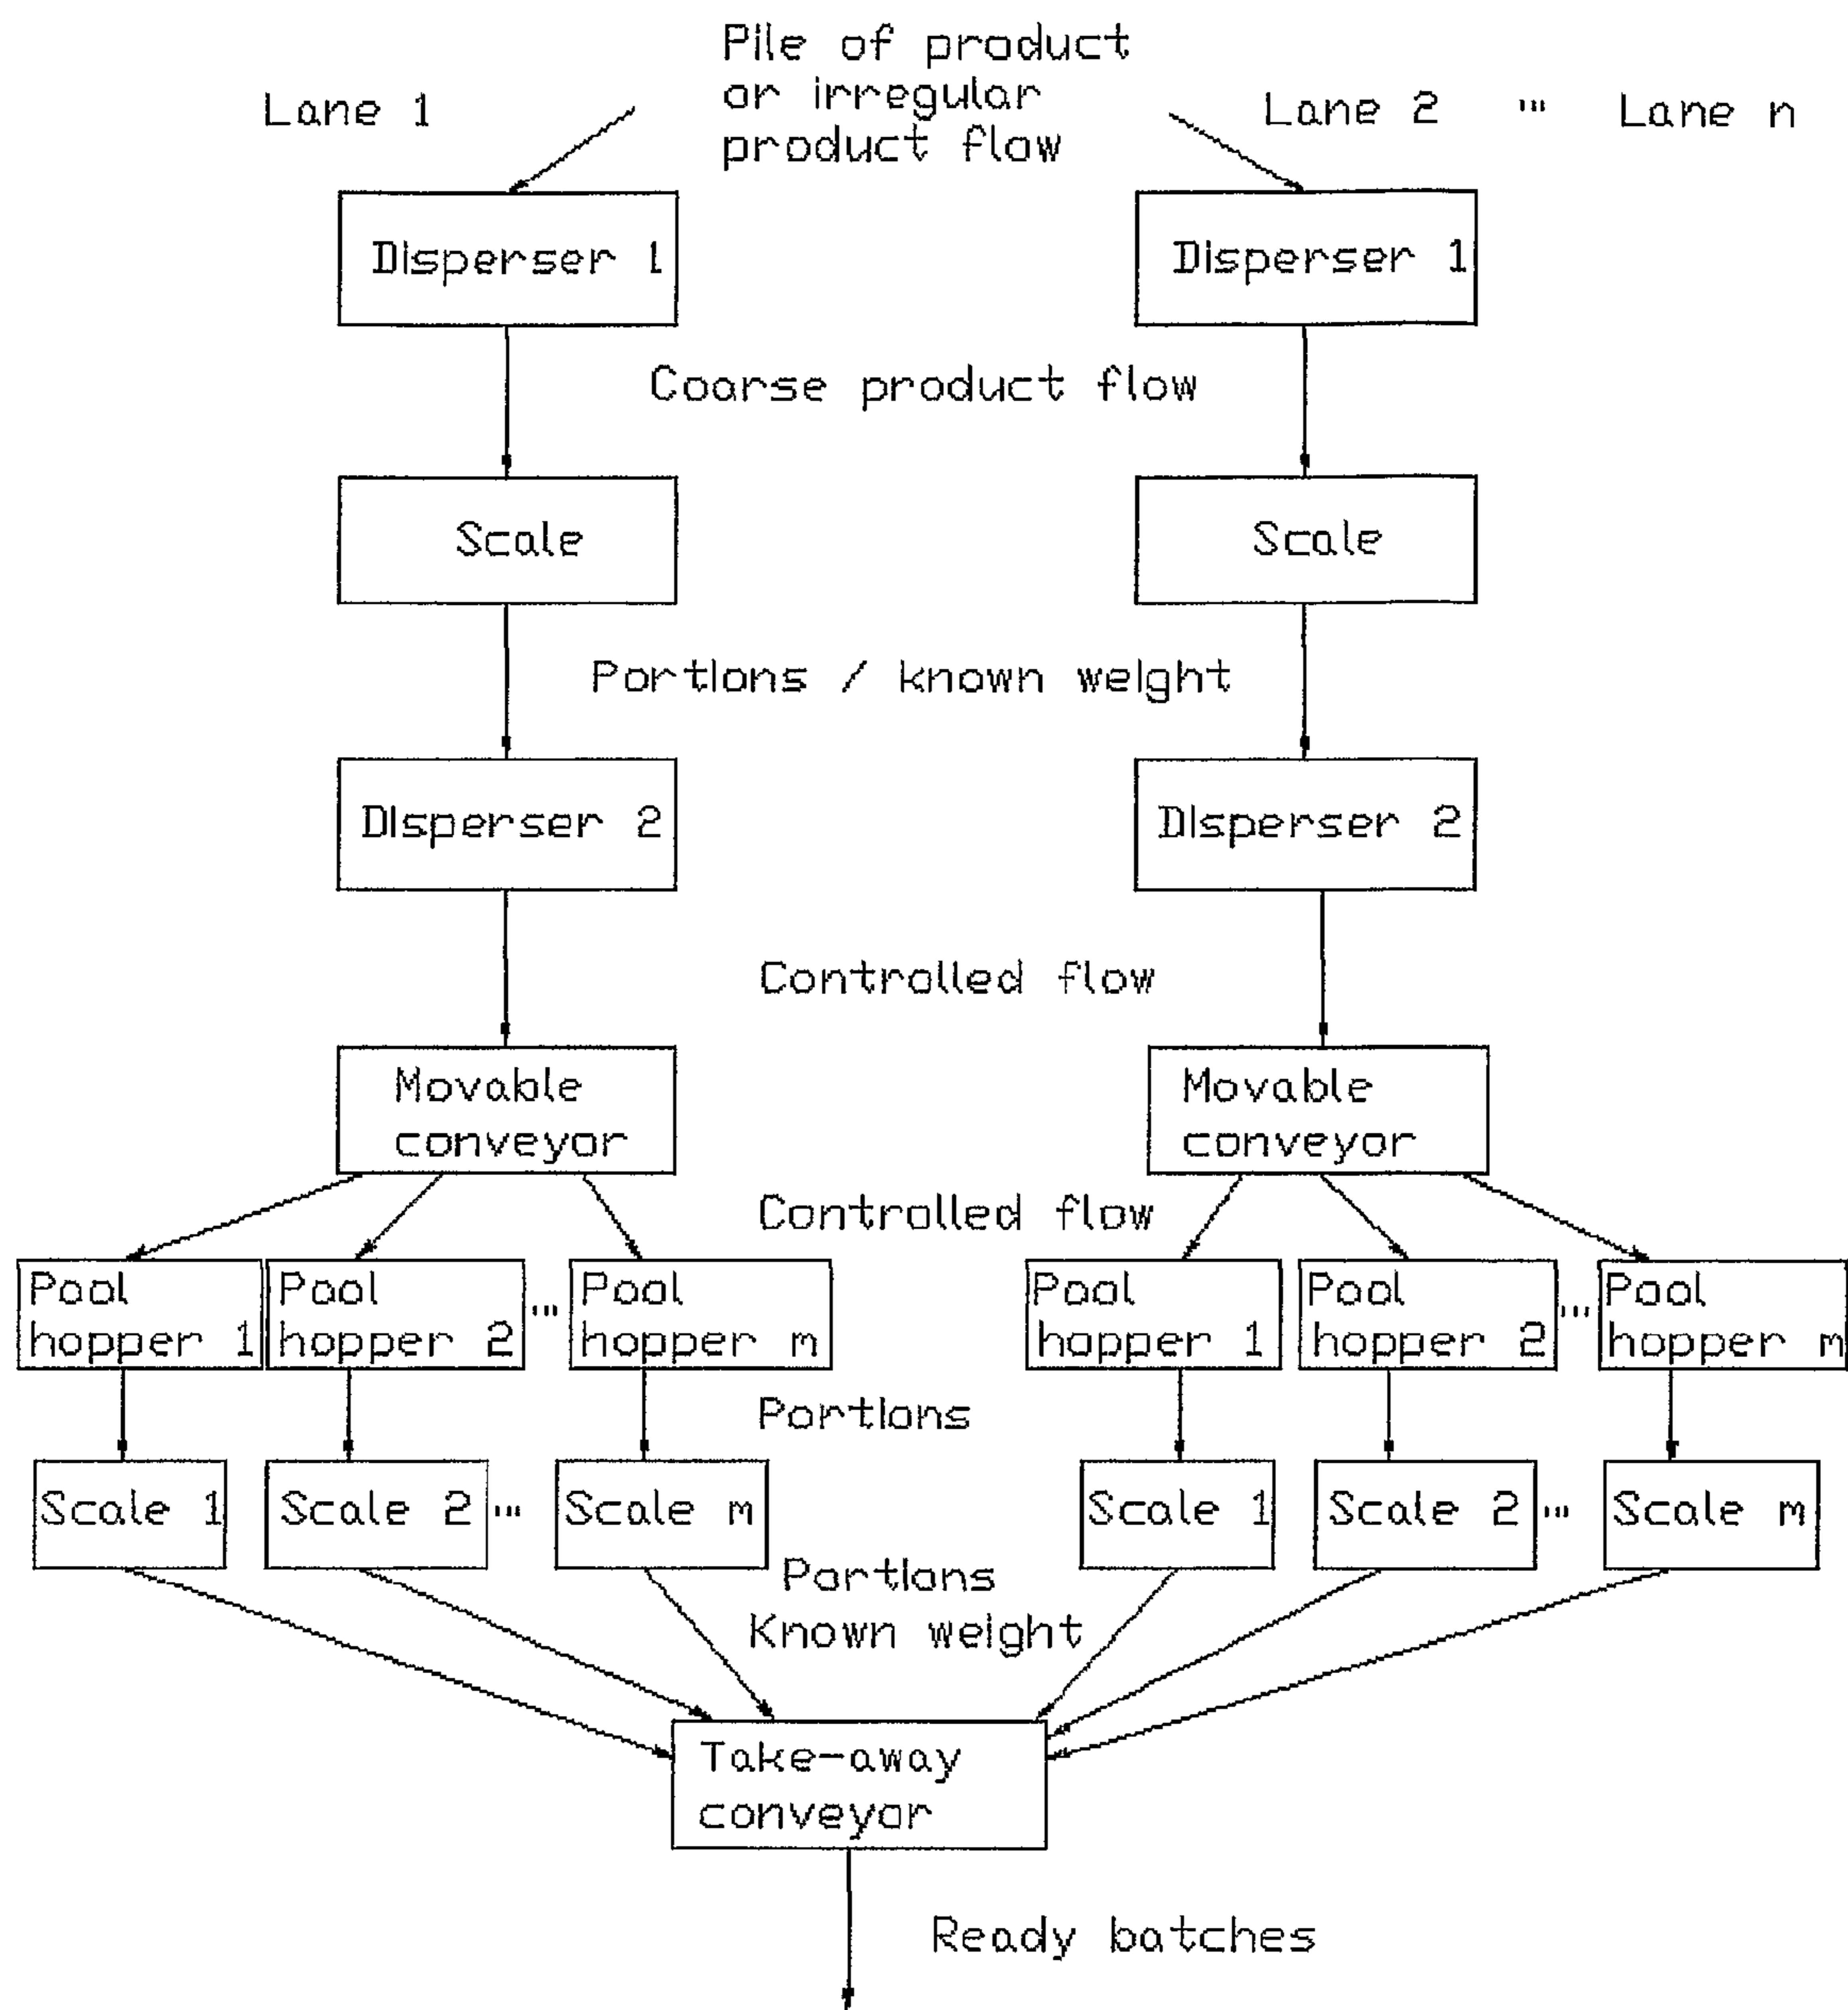 Pile of product
or irregular
product flow
Lane 1
Lane 2 ... Lane n
Disperser 1
Disperser 1
Coarse product flow
Scale
Scale
Portions / known weight
Disperser 2
Disperser 2
Controlled flow
Movable
conveyor
Movable
conveyor
Controlled flow
Pool
hopper 1
Pool
hopper 2
...
Pool
hopper m
Pool
hopper 1
Pool
hopper 2
...
Pool
hopper m
Portions
Scale 1
Scale 2
...
Scale m
Scale 1
Scale 2
...
Scale m
Portions
Known weight
Take-away
conveyor
Ready batches